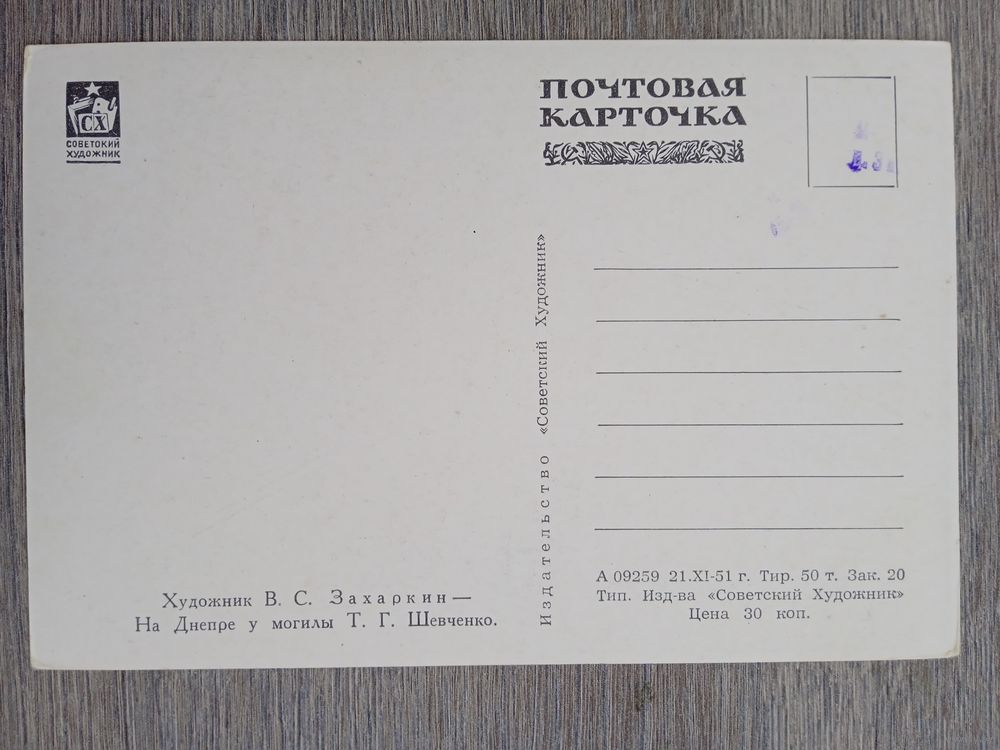 СХ
СОВЕТСКИЙ
ХУДОЖНИК
ПОЧТОВАЯ
КАРТОЧКА
Издательство «Советский Художник»
Художник В. С. Захаркин —
На Днепре у могилы Т. Г. Шевченко.
А 09259 21.XI-51 г. Тир. 50 т. Зак. 20
Тип. Изд-ва «Советский Художник»
Цена 30 коп.